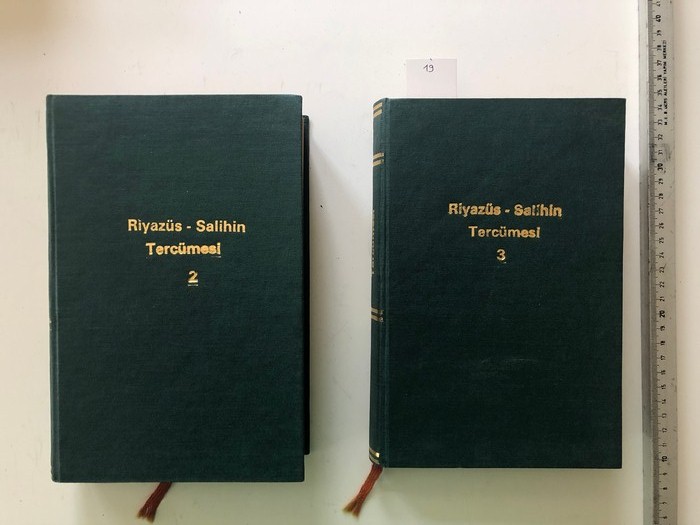 Riyazüs - Salihin
Tercümesi
2
19
Riyazüs - Salihin
Tercümesi
3